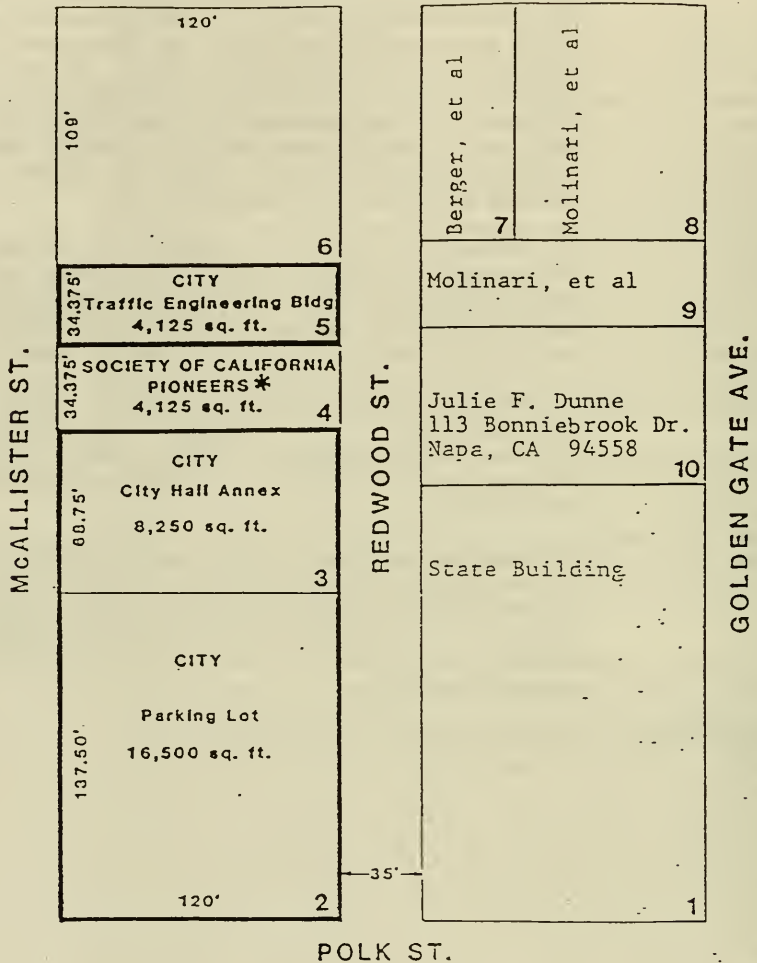 120'
109'
6
CITY
Traffic Engineering Bldg
4,125 sq. ft.
34.375'
5
SOCIETY OF CALIFORNIA
PIONEERS *
4,125 sq. ft.
34.375'
4
CITY
City Hall Annex
8,250 sq. ft.
68.75'
3
CITY
Parking Lot
16,500 sq. ft.
137.50'
120'
2
McALLISTER ST.
REDWOOD ST.
35'
Berger, et al
7
Molinari, et al
8
Molinari, et al
9
Julie F. Dunne
113 Bonniebrook Dr.
Napa, CA 94558
10
State Building
1
GOLDEN GATE AVE.
POLK ST.